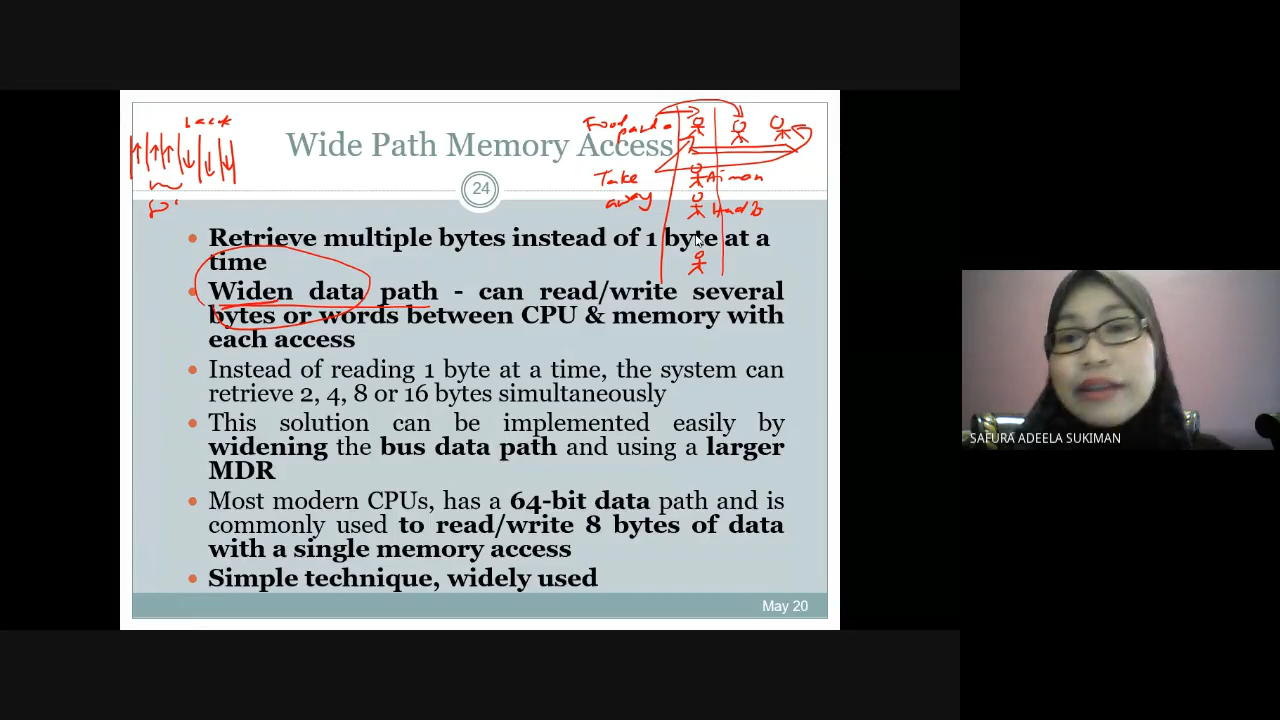 back
Food
panda
Wide Path Memory Access
Take
away
Aiman
24
• Retrieve multiple bytes instead of 1 byte at a
time
• Widen data path - can read/write several
bytes or words between CPU & memory with
each access
• Instead of reading 1 byte at a time, the system can
retrieve 2, 4, 8 or 16 bytes simultaneously
• This solution can be implemented easily by
widening the bus data path and using a larger
MDR
• Most modern CPUs, has a 64-bit data path and is
commonly used to read/write 8 bytes of data
with a single memory access
• Simple technique, widely used
May 20
SAFURA ADEELA SUKIMAN